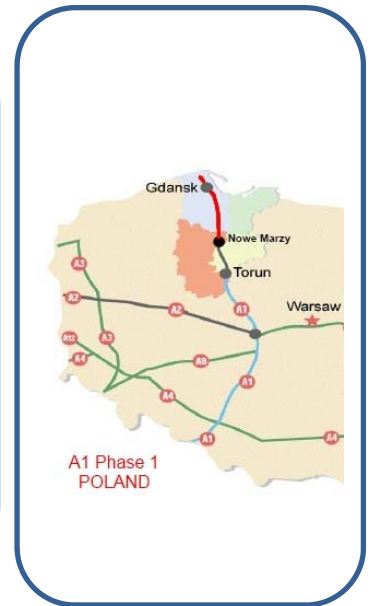 Gdansk
Nowe Marzy
Torun
A3
A1
Warsaw
A2
A2
A12
A3
A4
A8
A1
A4
A1
A4
A1 Phase 1
POLAND